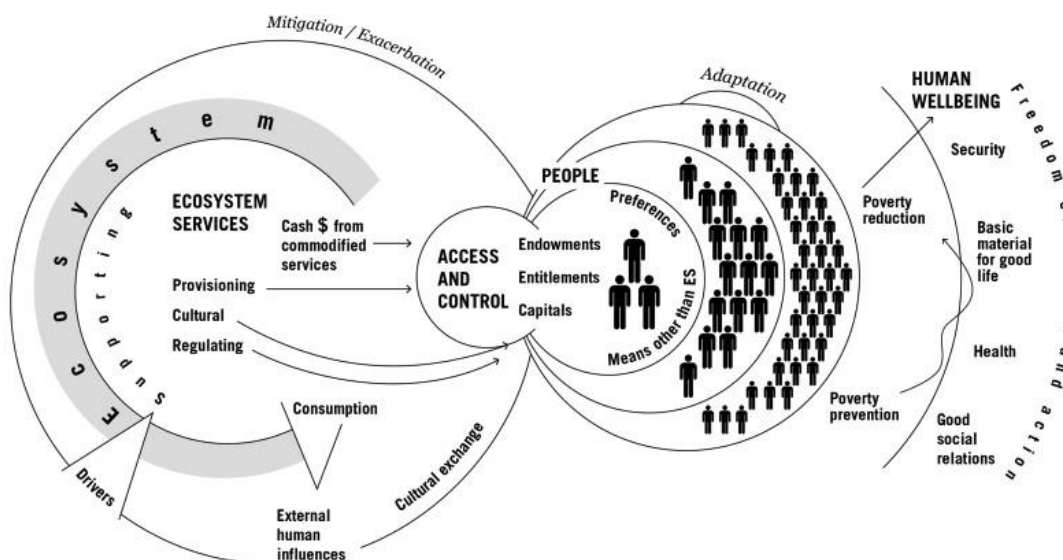 Mitigation / Exacerbation
Ecosystem
Supporting
ECOSYSTEM
SERVICES
Cash $ from
commodified
services
Provisioning
Cultural
Regulating
Consumption
Drivers
External
human
influences
Cultural exchange
ACCESS
AND
CONTROL
PEOPLE
Endowments
Entitlements
Capitals
Preferences
Means other than ES
Adaptation
HUMAN
WELLBEING
Poverty
reduction
Poverty
prevention
Security
Basic
material
for good
life
Health
Good
social
relations
Freedom
and action